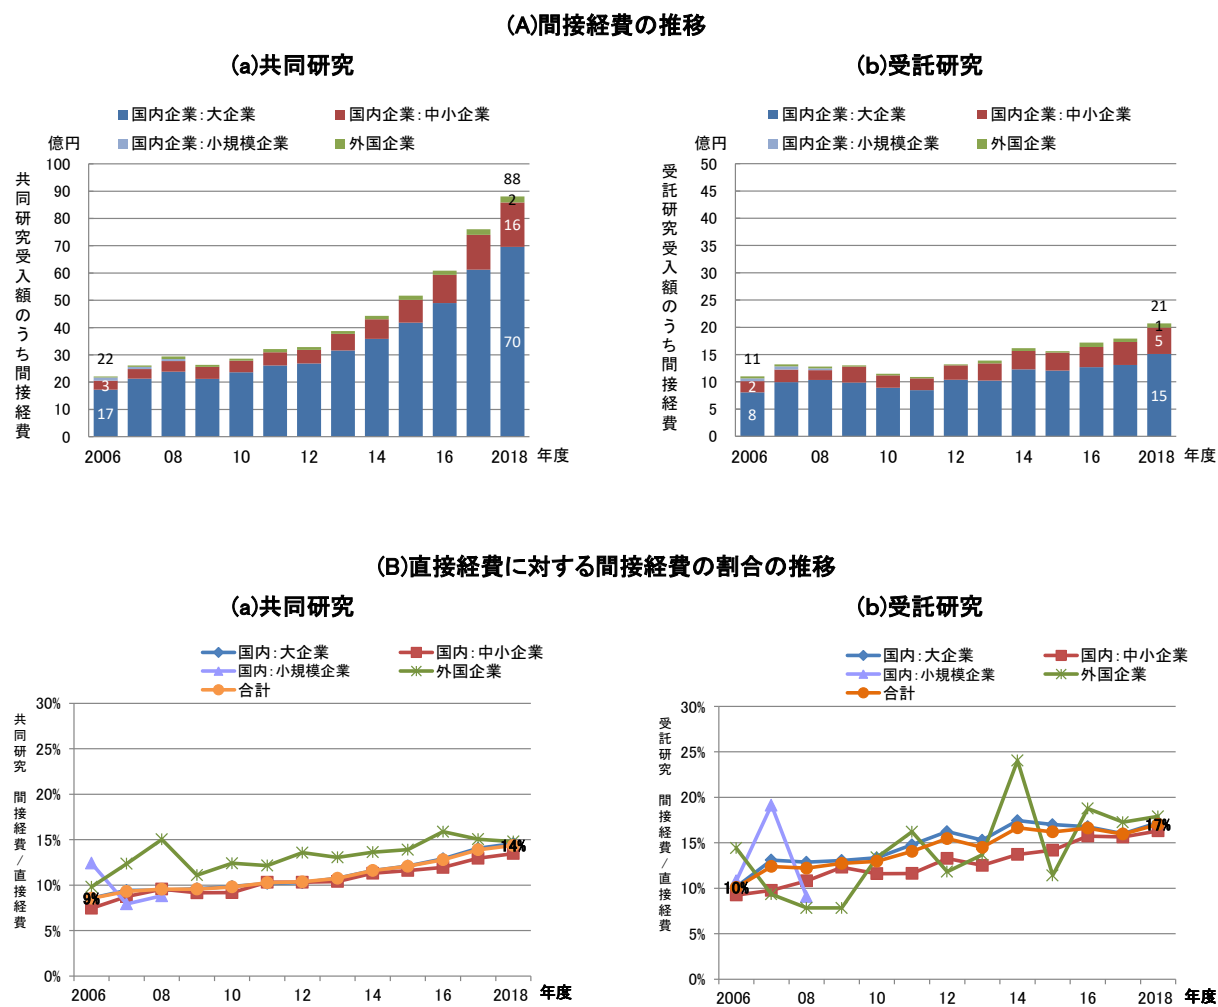 (A)間接経費の推移
(a)共同研究
国内企業:大企業 国内企業:中小企業
国内企業:小規模企業 外国企業
億円
共同研究受入額のうち間接経費
100
90
80
70
60
50
40
30
20
10
0
22
3
17
88
2
16
70
2006 08 10 12 14 16 2018 年度
(b)受託研究
国内企業:大企業 国内企業:中小企業
国内企業:小規模企業 外国企業
億円
受託研究受入額のうち間接経費
50
45
40
35
30
25
20
15
10
5
0
11
2
8
21
1
5
15
2006 08 10 12 14 16 2018 年度
(B)直接経費に対する間接経費の割合の推移
(a)共同研究
国内:大企業 国内:中小企業
国内:小規模企業 外国企業
合計
共同研究 間接経費/直接経費
30%
25%
20%
15%
10%
5%
0%
9%
14%
2006 08 10 12 14 16 2018 年度
(b)受託研究
国内:大企業 国内:中小企業
国内:小規模企業 外国企業
合計
受託研究 間接経費/直接経費
30%
25%
20%
15%
10%
5%
0%
10%
17%
2006 08 10 12 14 16 2018 年度